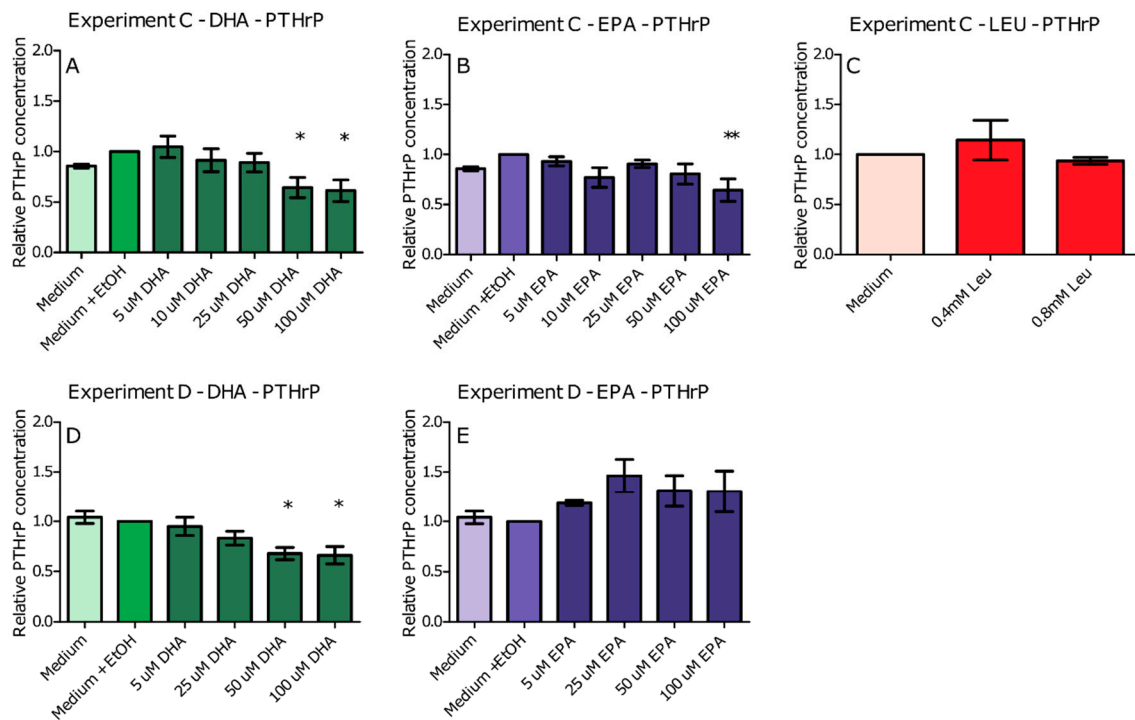 Experiment C - DHA - PTHrP
A
Relative PTHrP concentration
2.0
1.5
1.0
0.5
0.0
Medium
Medium +EtOH
5 uM DHA
10 uM DHA
25 uM DHA
50 uM DHA
100 uM DHA
*
*
Experiment C - EPA - PTHrP
B
Relative PTHrP concentration
2.0
1.5
1.0
0.5
0.0
Medium
Medium +EtOH
5 uM EPA
10 uM EPA
25 uM EPA
50 uM EPA
100 uM EPA
**
Experiment C - LEU - PTHrP
C
Relative PTHrP concentration
2.0
1.5
1.0
0.5
0.0
Medium
0.4mM Leu
0.8mM Leu
Experiment D - DHA - PTHrP
D
Relative PTHrP concentration
2.0
1.5
1.0
0.5
0.0
Medium
Medium +EtOH
5 uM DHA
25 uM DHA
50 uM DHA
100 uM DHA
*
*
Experiment D - EPA - PTHrP
E
Relative PTHrP concentration
2.0
1.5
1.0
0.5
0.0
Medium
Medium +EtOH
5 uM EPA
25 uM EPA
50 uM EPA
100 uM EPA